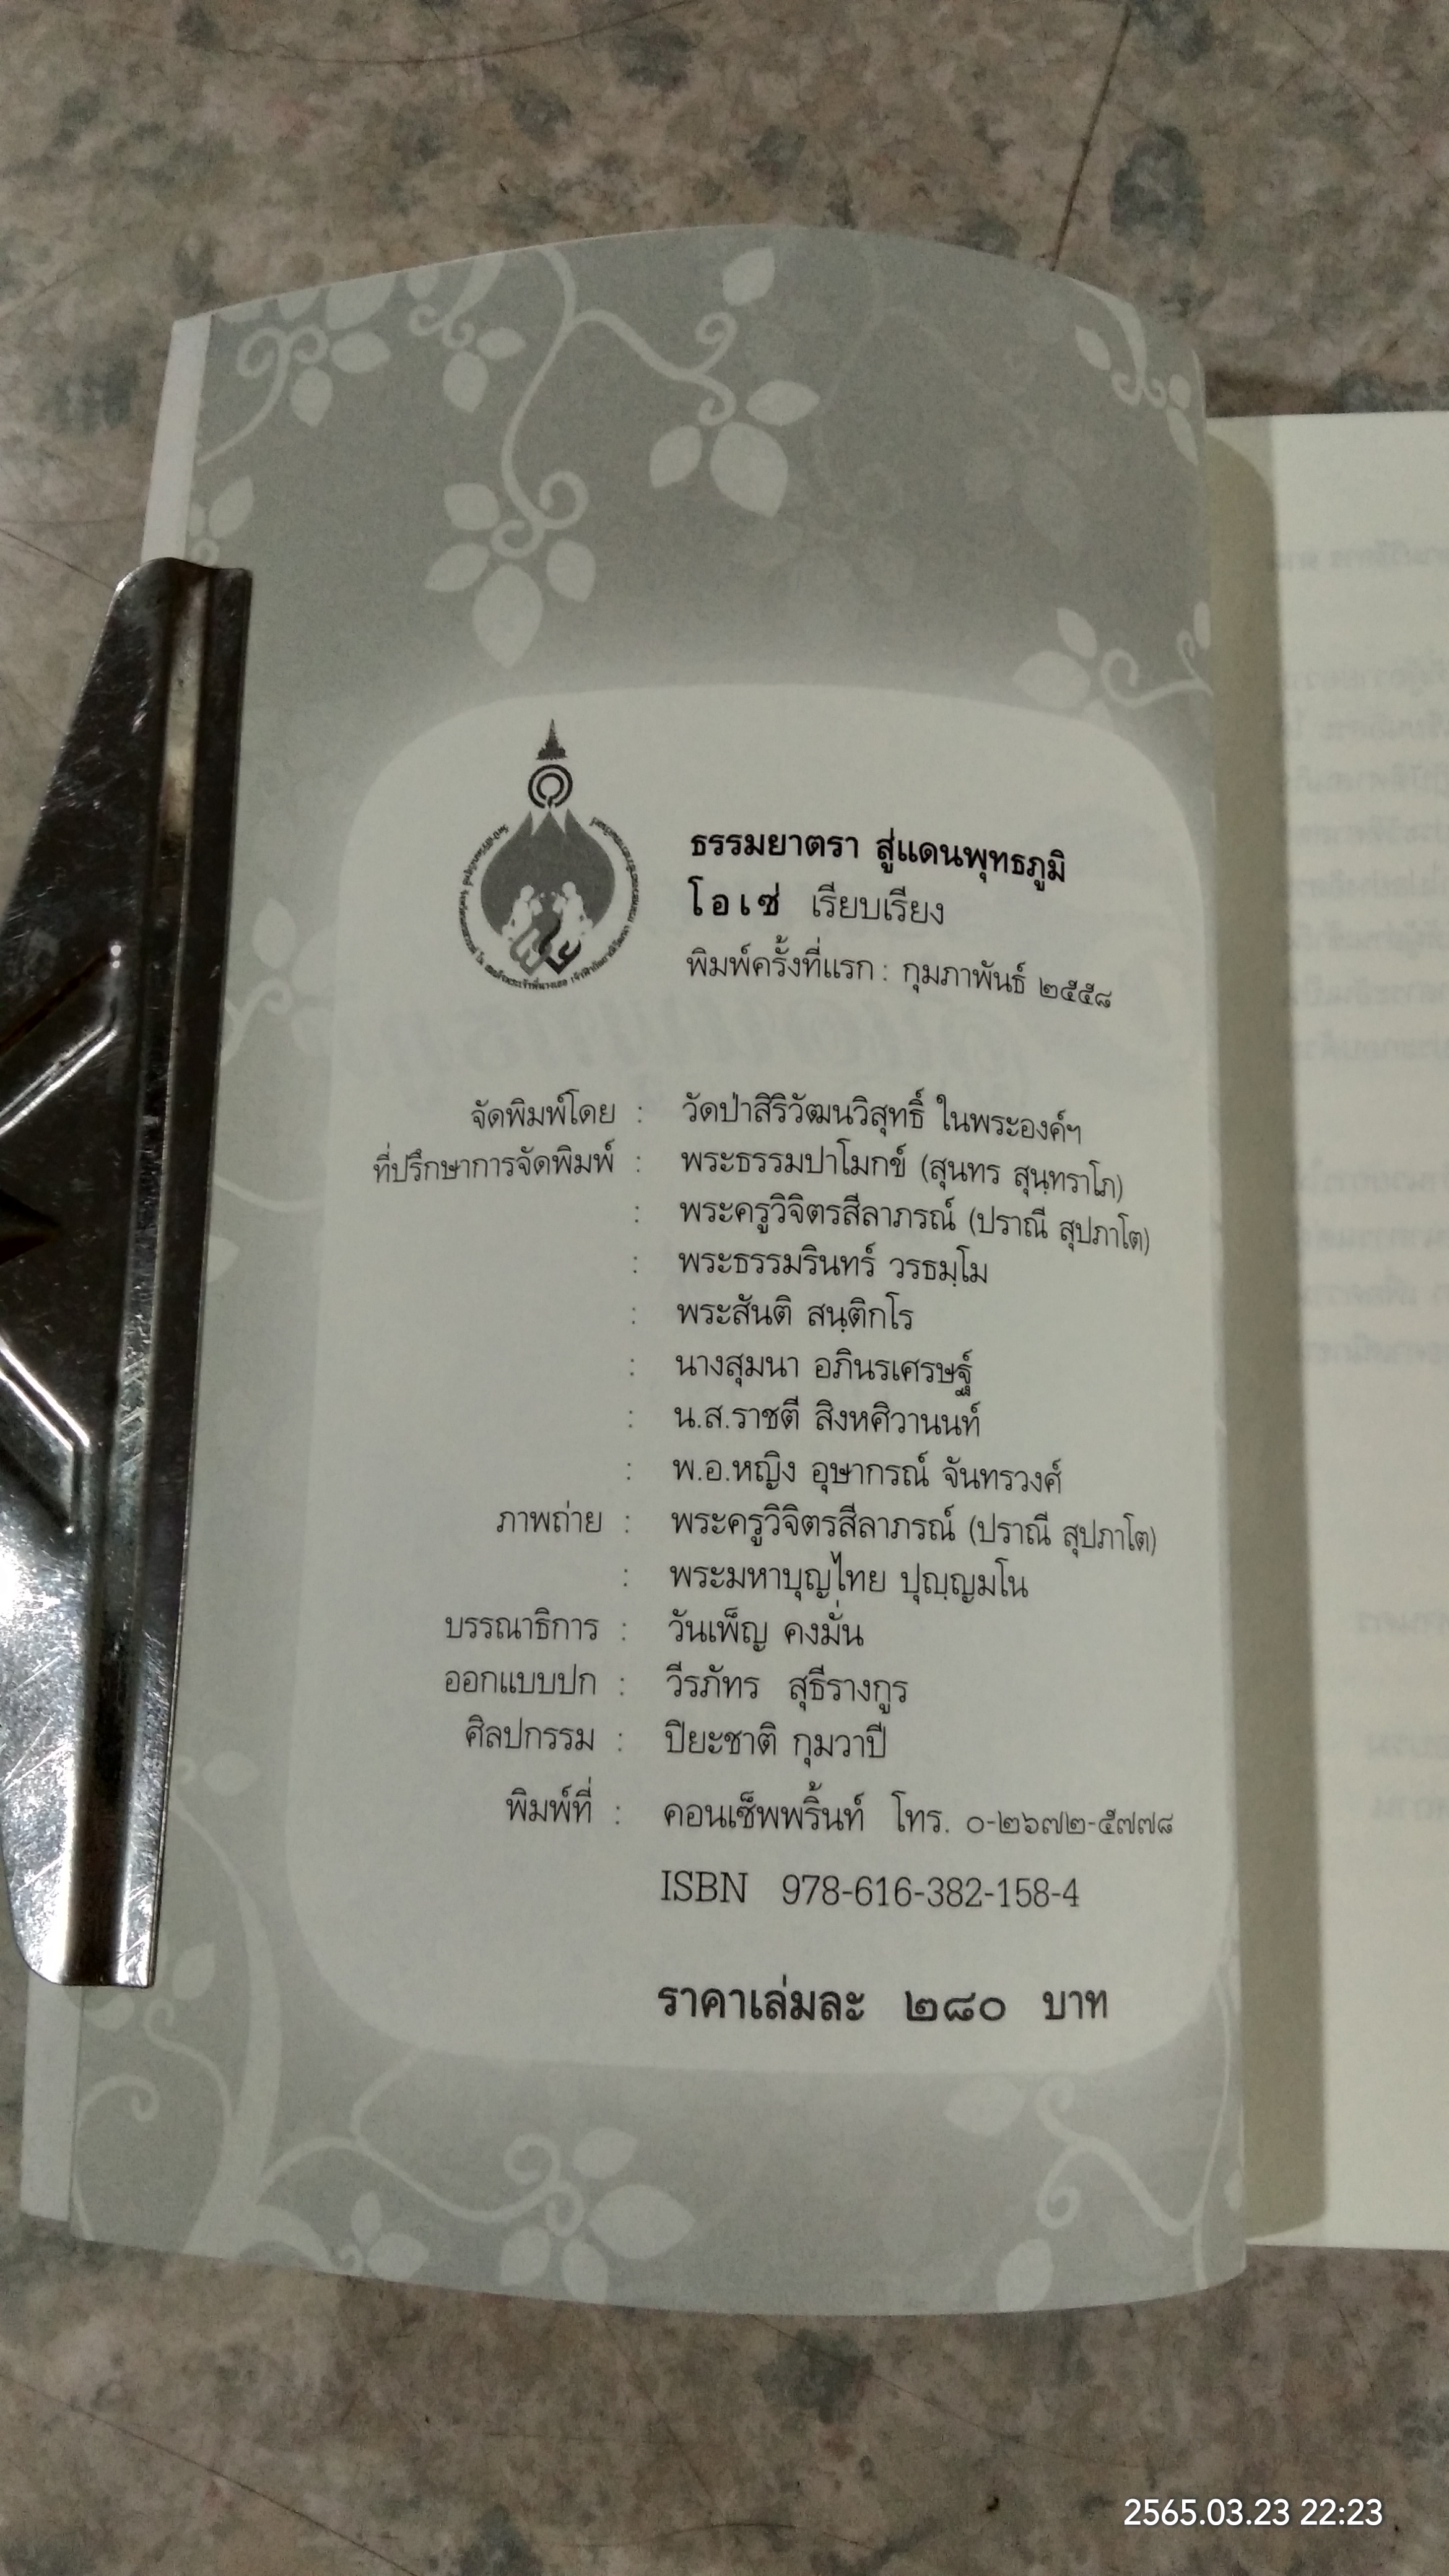 ธรรมยาตรา สู่แดนพุทธภูมิ
โอเซ่ เรียบเรียง
พิมพ์ครั้งที่แรก : กุมภาพันธ์ ๒๕๕๘
จัดพิมพ์โดย : วัดป่าสิริวัฒนวิสุทธิ์ ในพระองค์ฯ
ที่ปรึกษาการจัดพิมพ์ : พระธรรมปาโมกข์ (สุนทร สุนฺทราโภ)
: พระครูวิจิตรสีลาภรณ์ (ปราณี สุปภาโต)
: พระธรรมรินทร์ วรธมฺโม
: พระสันติ สนฺติกโร
: นางสุมนา อภินรเศรษฐ์
: น.ส.ราชตี สิงหศิวานนท์
: พ.อ.หญิง อุษากรณ์ จันทรวงศ์
ภาพถ่าย : พระครูวิจิตรสีลาภรณ์ (ปราณี สุปภาโต)
: พระมหาบุญไทย ปุญฺญมโน
บรรณาธิการ : วันเพ็ญ คงมั่น
ออกแบบปก : วีรภัทร สุธีรางกูร
ศิลปกรรม : ปิยะชาติ กุมวาปี
พิมพ์ที่ : คอนเซ็พพริ้นท์ โทร. ๐-๒๖๗๒-๕๗๗๘
ISBN 978-616-382-158-4
ราคาเล่มละ ๒๘๐ บาท
2565.03.23 22:23